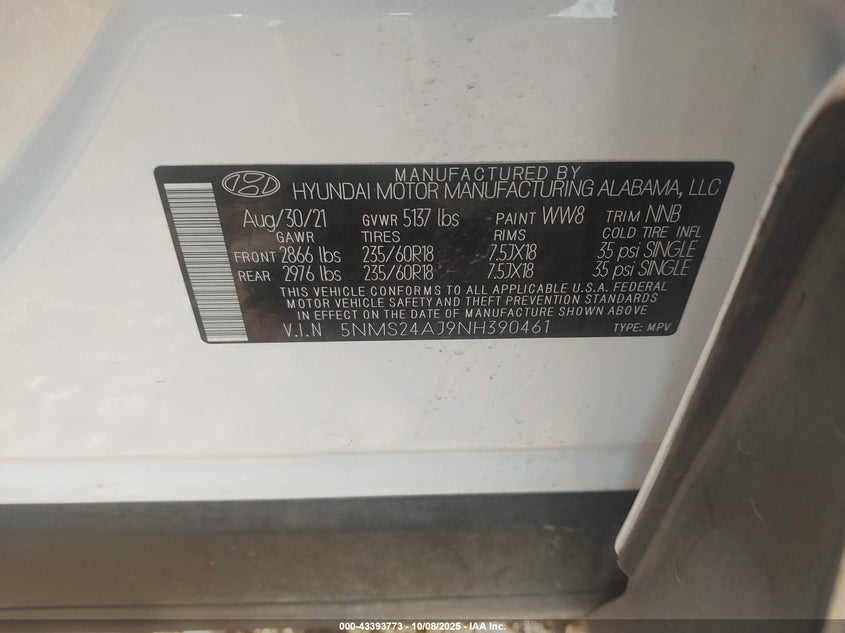 MANUFACTURED BY
HYUNDAI MOTOR MANUFACTURING ALABAMA, LLC
Aug/30/21 GVWR 5137 lbs PAINT WW8 TRIM NNB
GAWR TIRES RIMS COLD TIRE INFL
FRONT 2866 lbs 235/60R18 7.5JX18 35 psi SINGLE
REAR 2976 lbs 235/60R18 7.5JX18 35 psi SINGLE
THIS VEHICLE CONFORMS TO ALL APPLICABLE U.S.A. FEDERAL
MOTOR VEHICLE SAFETY AND THEFT PREVENTION STANDARDS
IN EFFECT ON THE DATE OF MANUFACTURE SHOWN ABOVE
V.I.N 5NMS24AJ9NH390461 TYPE: MPV
000-43393773 - 10/08/2025 - IAA Inc.